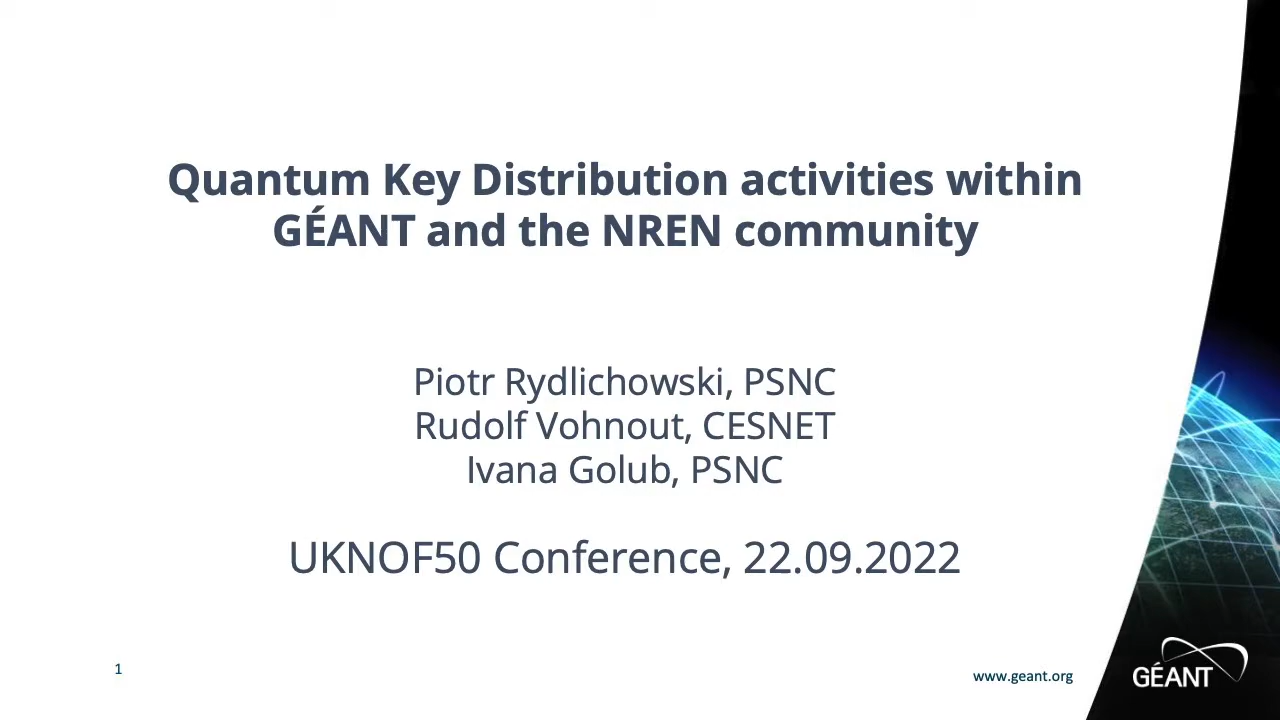 Quantum Key Distribution activities within
GÉANT and the NREN community
Piotr Rydlichowski, PSNC
Rudolf Vohnout, CESNET
Ivana Golub, PSNC
UKNOF50 Conference, 22.09.2022
1
www.geant.org
GÉANT